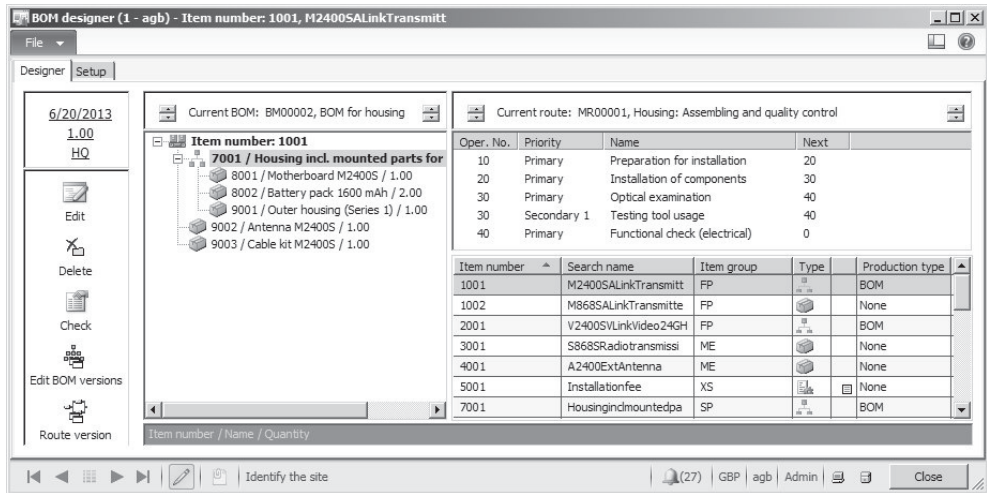 BOM designer (1 - agb) - Item number: 1001, M2400SALinkTransmitt
File
Designer Setup
6/20/2013
1.00
HQ
Edit
Delete
Check
Edit BOM versions
Route version
Current BOM: BM00002, BOM for housing
Item number: 1001
7001 / Housing incl. mounted parts for
8001 / Motherboard M2400S / 1.00
8002 / Battery pack 1600 mAh / 2.00
9001 / Outer housing (Series 1) / 1.00
9002 / Antenna M2400S / 1.00
9003 / Cable kit M2400S / 1.00
Current route: MR00001, Housing: Assembling and quality control
Oper. No. Priority Name Next
10 Primary Preparation for installation 20
20 Primary Installation of components 30
30 Primary Optical examination 40
30 Secondary 1 Testing tool usage 40
40 Primary Functional check (electrical) 0
Item number Search name Item group Type Production type
1001 M2400SALinkTransmitt FP BOM
1002 M868SALinkTransmitte FP None
2001 V2400SVLinkVideo24GH FP BOM
3001 S868SRadiotransmissi ME None
4001 A2400ExtAntenna ME None
5001 Installationfee XS None
7001 Housinginclmountedpa SP BOM
Item number / Name / Quantity
Identify the site (27) GBP agb Admin Close